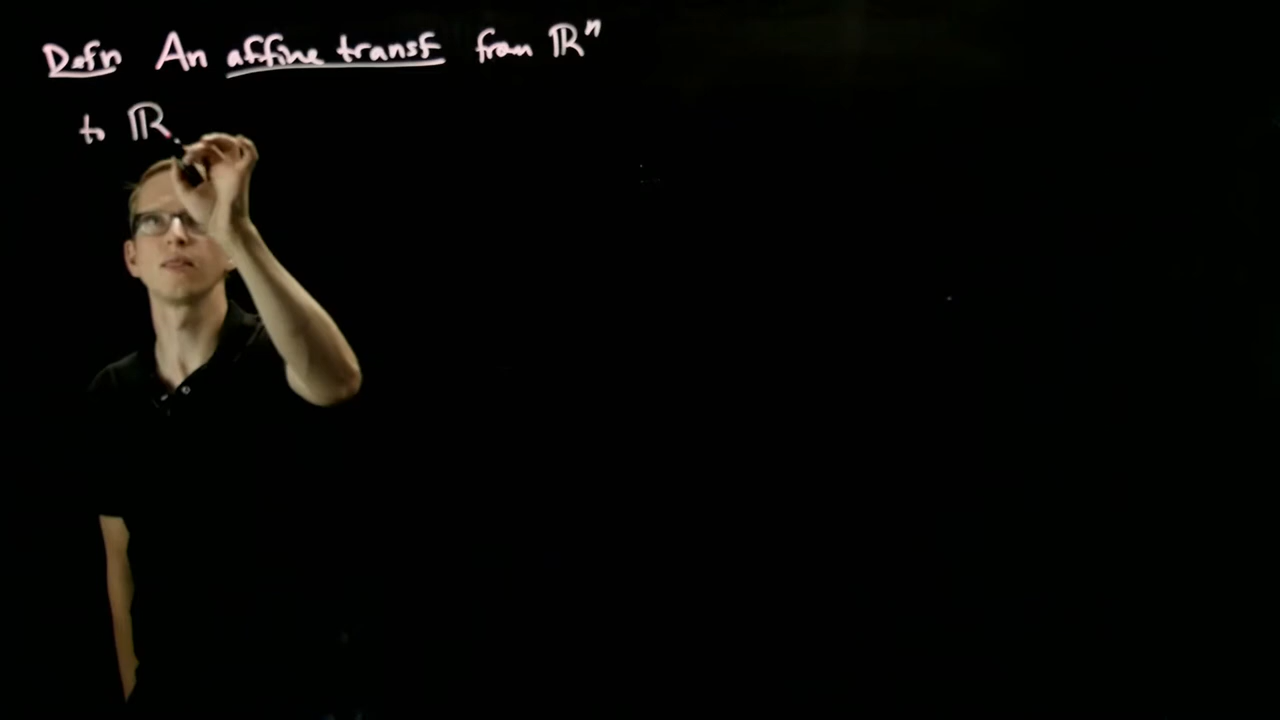 Defn An affine transf from ℝⁿ
to ℝ